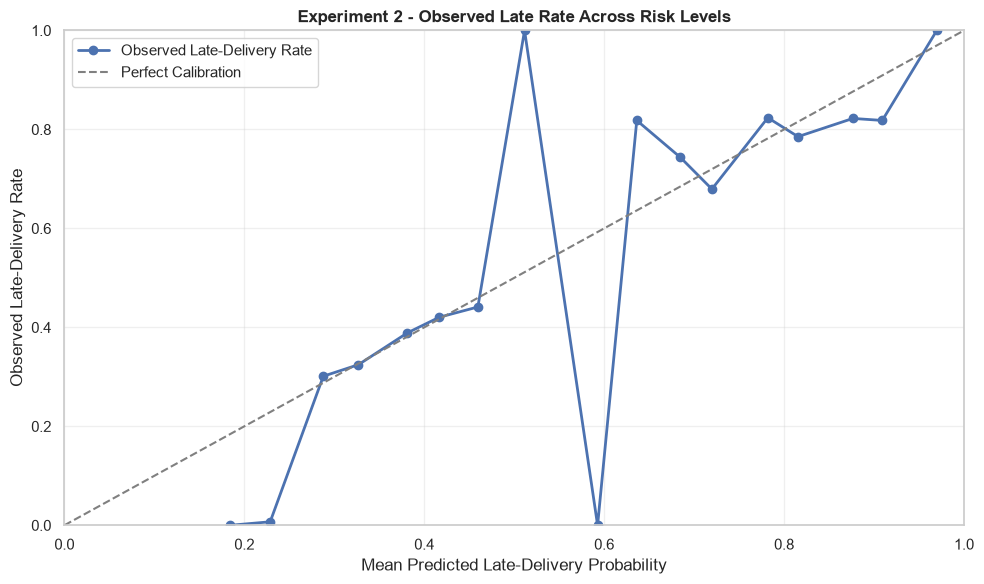 Experiment 2 - Observed Late Rate Across Risk Levels
Observed Late-Delivery Rate
Perfect Calibration
Observed Late-Delivery Rate
1.0
0.8
0.6
0.4
0.2
0.0
0.0 0.2 0.4 0.6 0.8 1.0
Mean Predicted Late-Delivery Probability